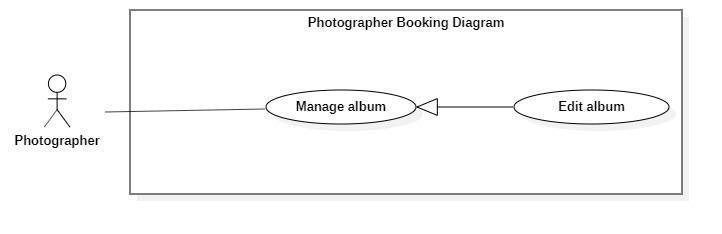 Photographer Booking Diagram
Manage album
Edit album
Photographer